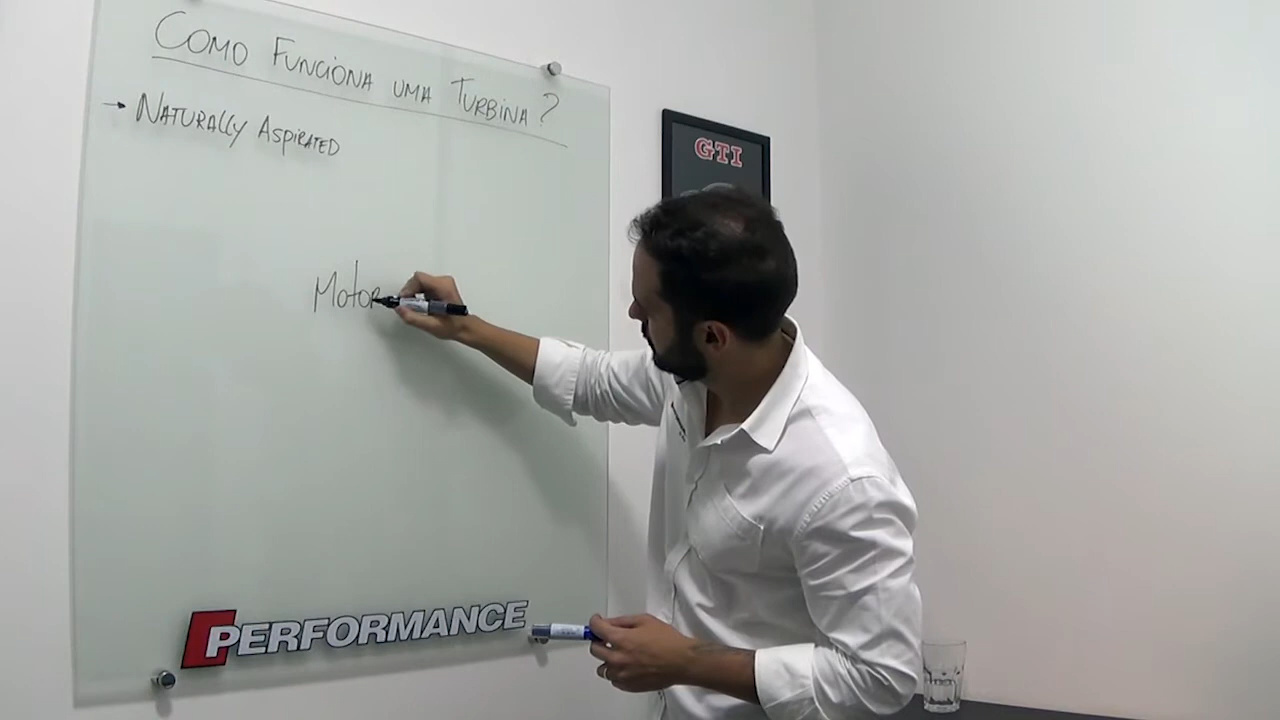 COMO FUNCIONA UMA TURBINA?
→ NATURALLY ASPIRATED
GTI
MOTOR
PERFORMANCE